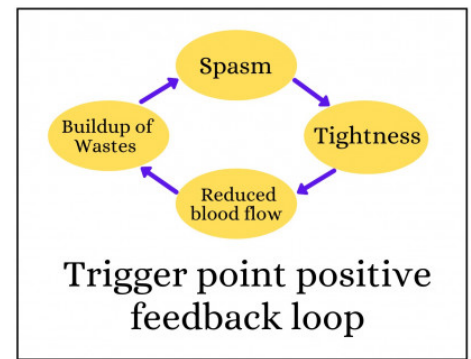 Spasm
Tightness
Reduced
blood flow
Buildup of
Wastes
Trigger point positive
feedback loop